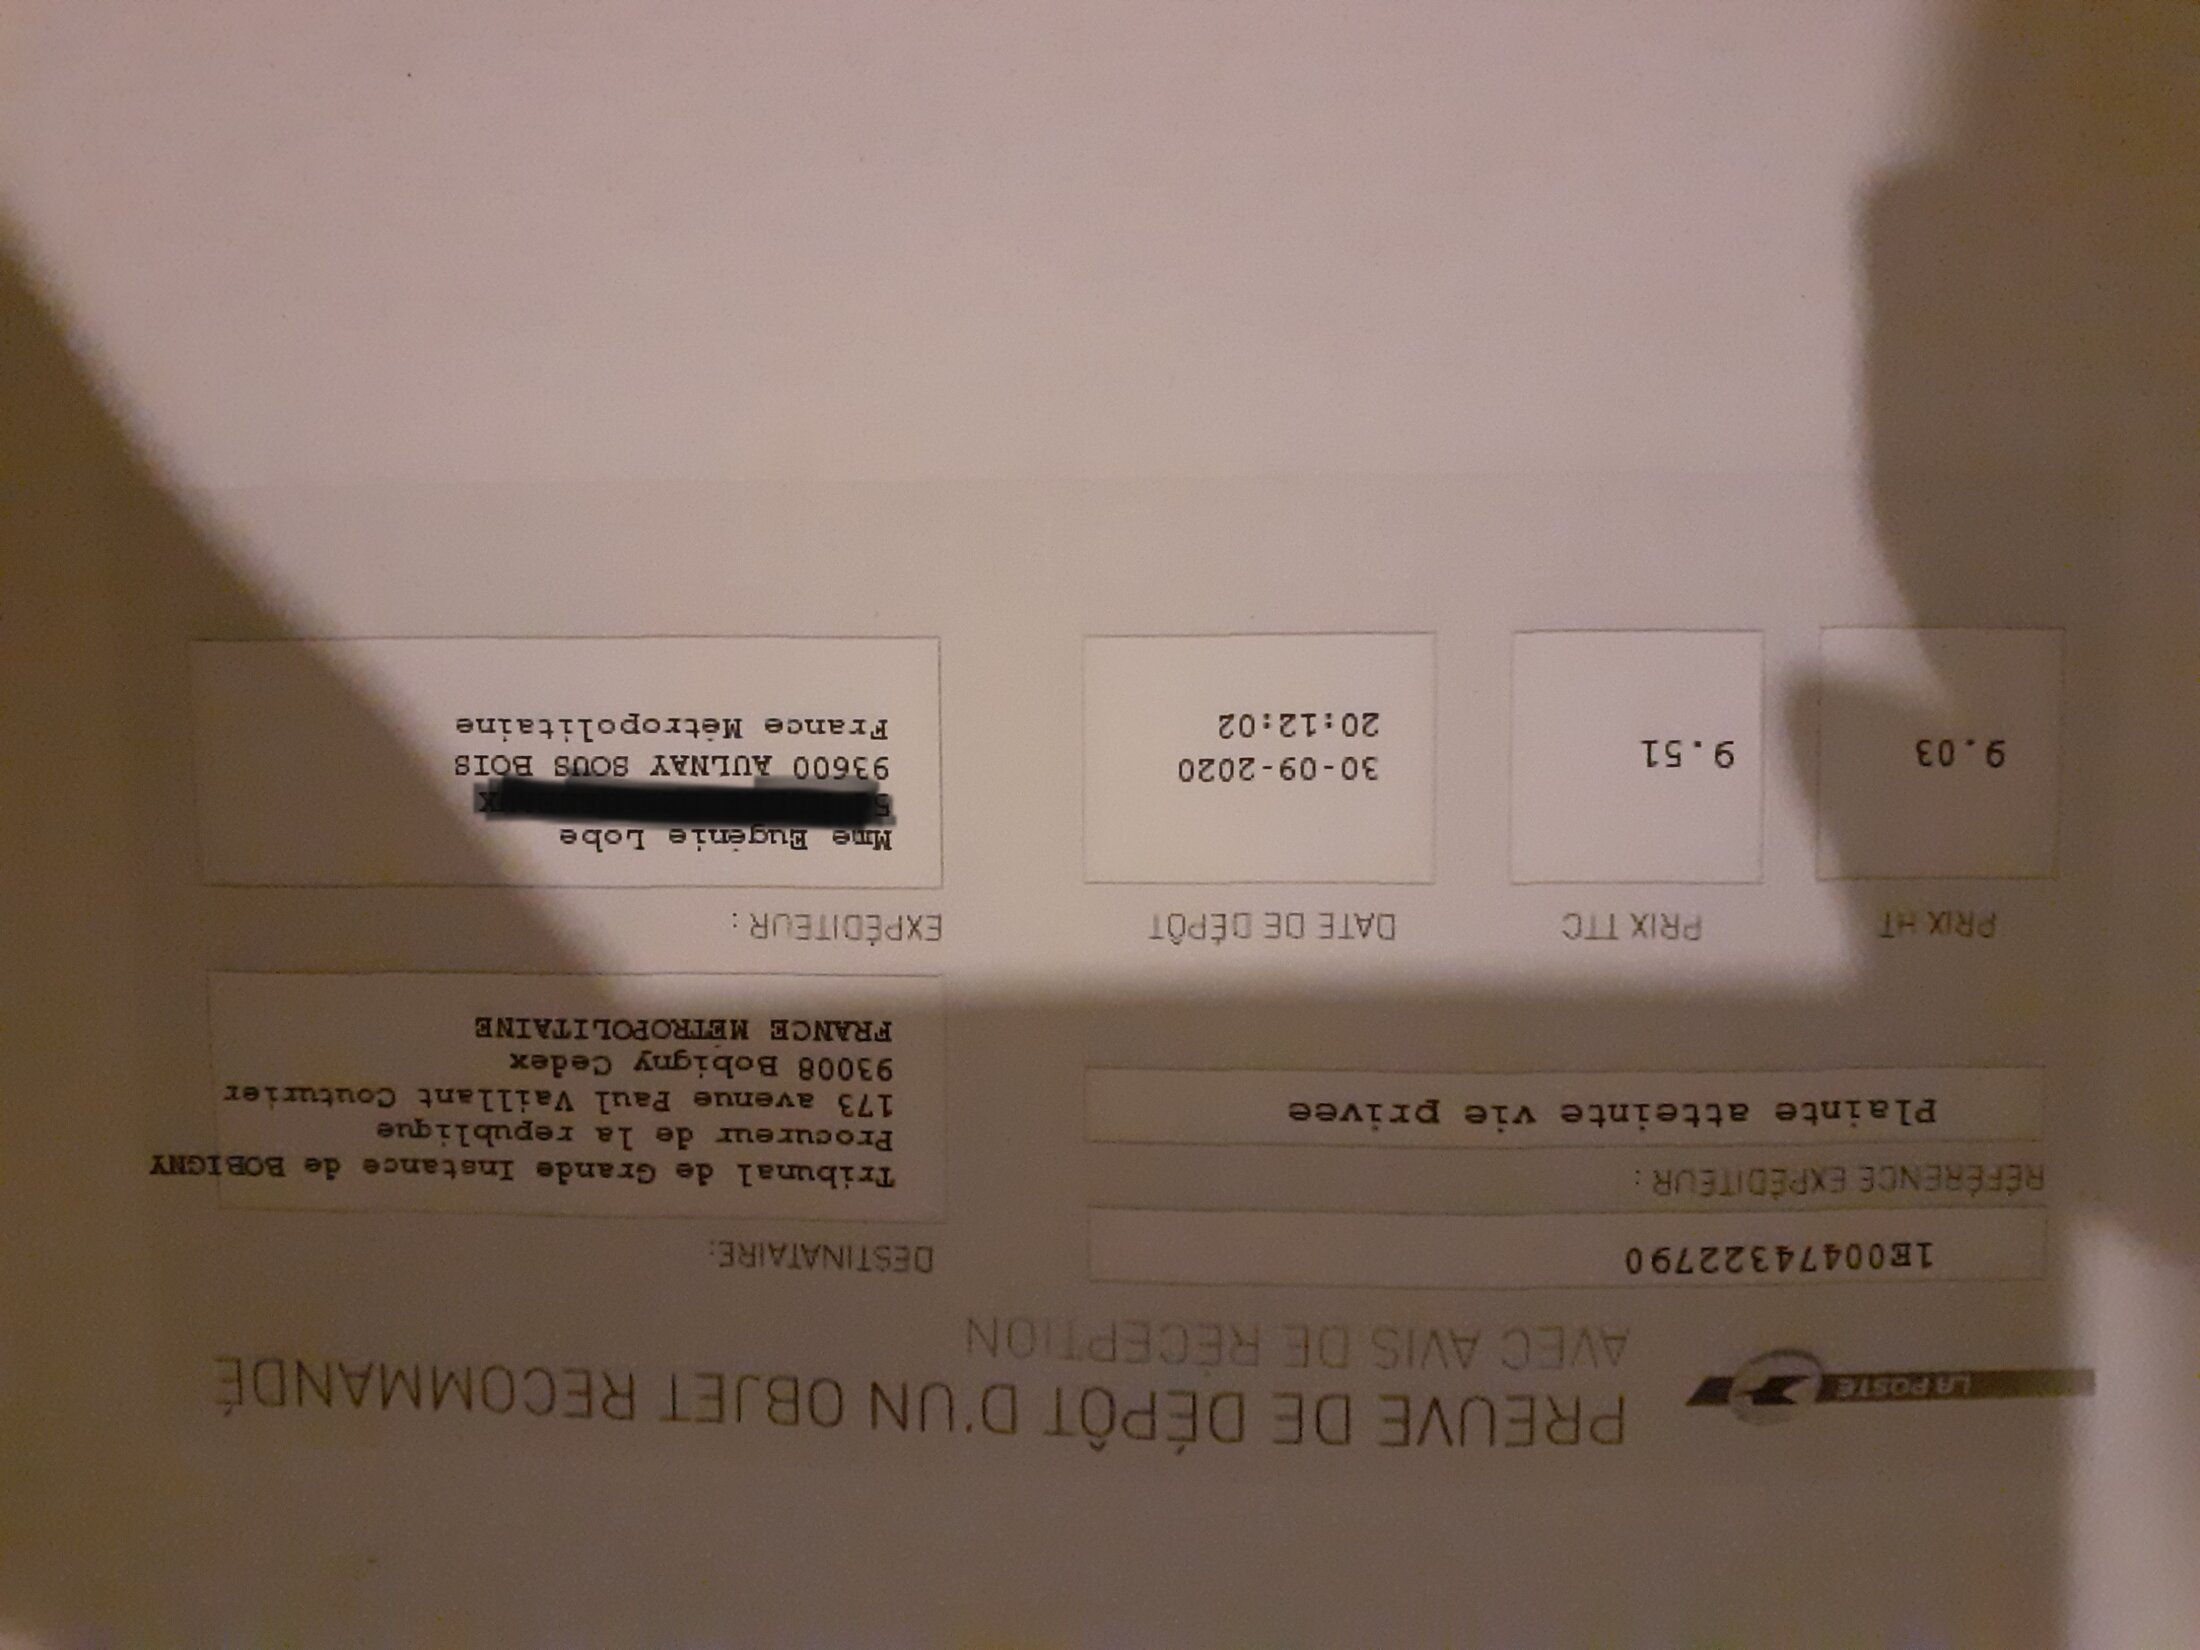 LA POSTE
PREUVE DE DÉPÔT D'UN OBJET RECOMMANDÉ
AVEC AVIS DE RÉCEPTION
1E00474322790
RÉFÉRENCE EXPÉDITEUR :
Plainte atteinte vie privee
DESTINATAIRE:
Tribunal de Grande Instance de BOBIGNY
Procureur de la republique
173 avenue Paul Vaillant Couturier
93008 Bobigny Cedex
FRANCE METROPOLITAINE
PRIX HT
9.03
PRIX TTC
9.51
DATE DE DÉPÔT
30-09-2020
20:12:02
EXPÉDITEUR :
Mme Eugénie Lobe
93600 AULNAY SOUS BOIS
France Métropolitaine